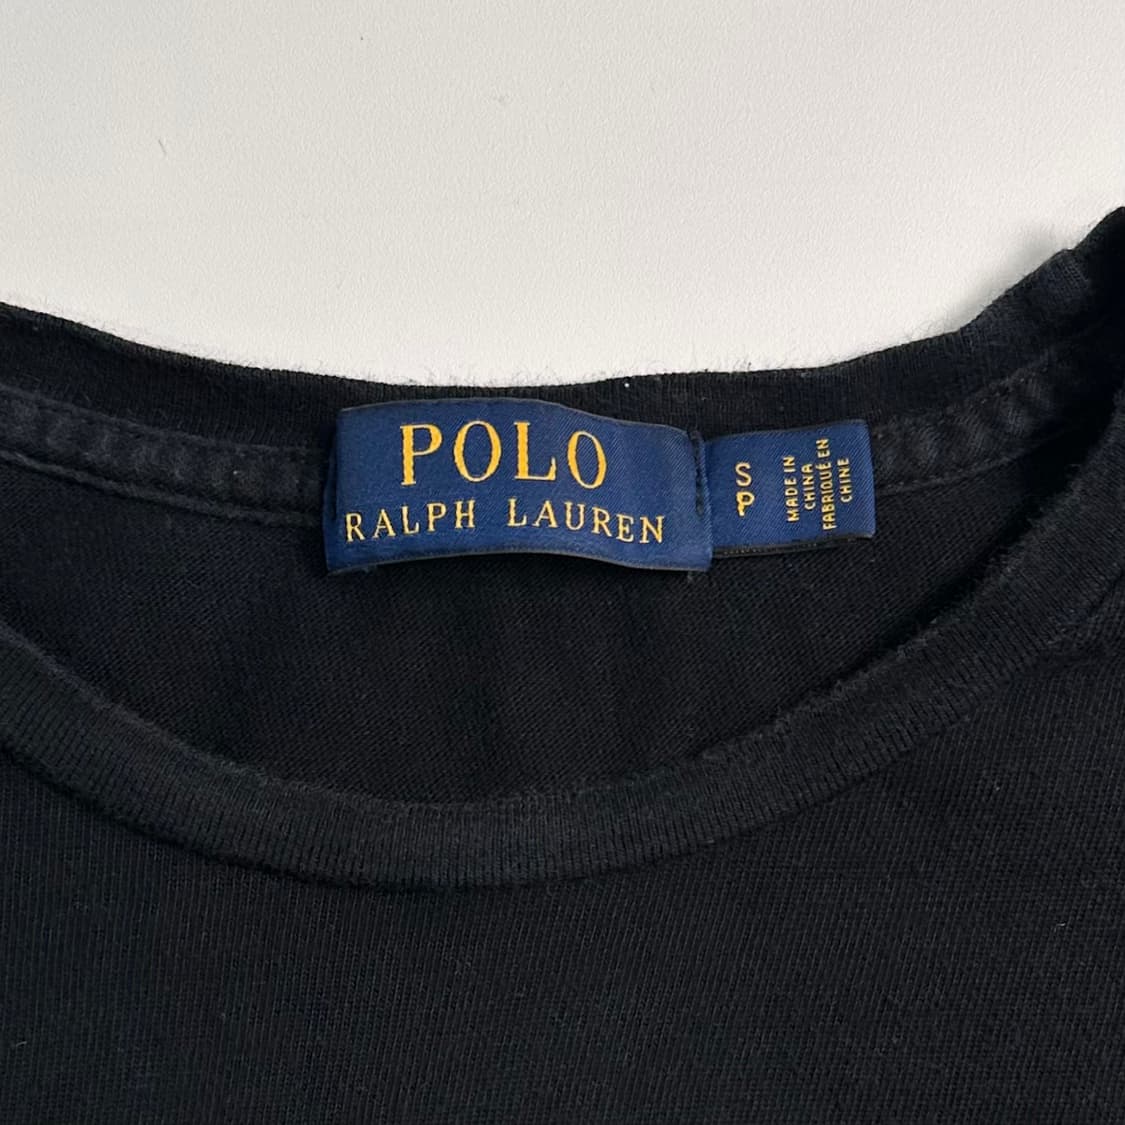 POLO
RALPH LAUREN
S
P
MADE IN
CHINA
FABRIQUÉ EN
CHINE